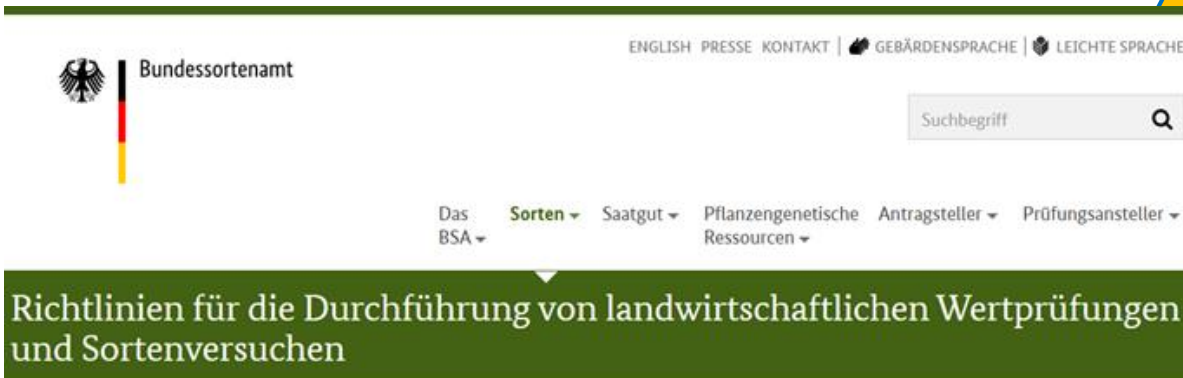 ENGLISH PRESSE KONTAKT | GEBÄRDENSPRACHE | LEICHTE SPRACHE
Bundessortenamt
Suchbegriff
Das BSA
Sorten
Saatgut
Pflanzengenetische Ressourcen
Antragsteller
Prüfungsansteller
Richtlinien für die Durchführung von landwirtschaftlichen Wertprüfungen
und Sortenversuchen